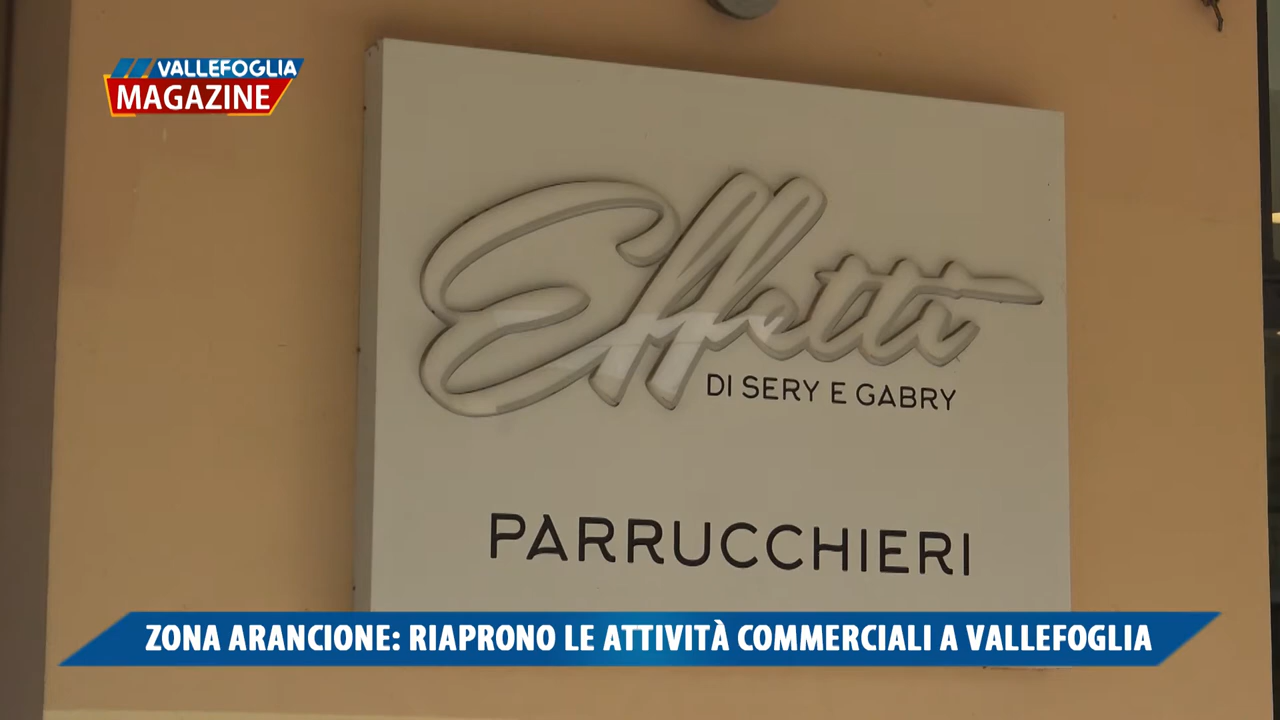 VALLEFOGLIA
MAGAZINE
Effetti
DI SERY E GABRY
PARRUCCHIERI
ZONA ARANCIONE: RIAPRONO LE ATTIVITÀ COMMERCIALI A VALLEFOGLIA